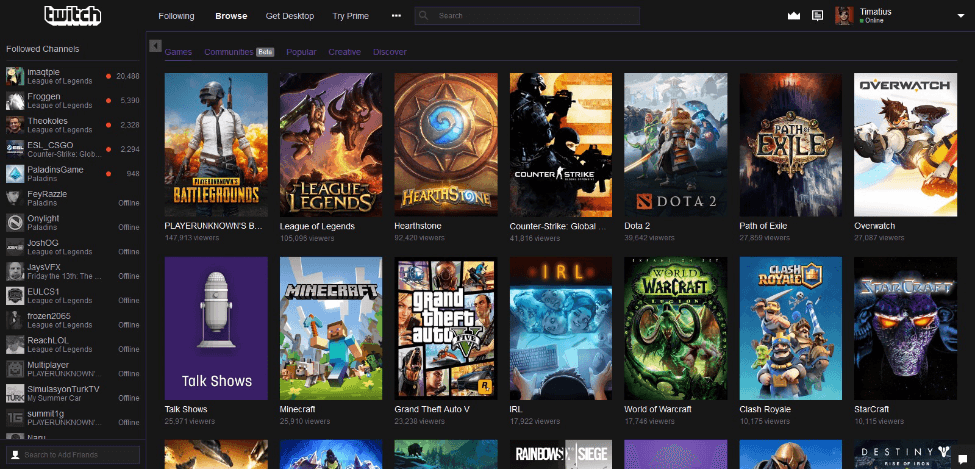 twitch
Following
Browse
Get Desktop
Try Prime
•••
Search
Timatius
Online
Followed Channels
imaqtpie
20,488
League of Legends
Froggen
5,390
League of Legends
Theokoles
2,328
League of Legends
ESL_CSGO
2,294
Counter-Strike: Glob...
PaladinsGame
948
Paladins
FeyRazzle
Paladins
Offline
Onylight
Paladins
Offline
JoshOG
League of Legends
Offline
JaysVFX
Friday the 13th: The ...
Offline
EULCS1
League of Legends
Offline
frozen2065
League of Legends
Offline
ReachLOL
League of Legends
Offline
Multiplayer
PLAYERUNKNOWN'...
Offline
SimulasyonTurkTV
My Summer Car
Offline
summit1g
PLAYERUNKNOWN'...
Offline
Naru
Search to Add Friends
Games
Communities Beta
Popular
Creative
Discover
PLAYERUNKNOWN'S
BATTLEGROUNDS
PLAYERUNKNOWN'S B...
147,913 viewers
LEAGUE of
LEGENDS
League of Legends
105,096 viewers
HEARTHSTONE
Hearthstone
92,420 viewers
COUNTER STRIKE
Counter-Strike: Global ...
41,816 viewers
DOTA 2
Dota 2
39,642 viewers
PATH of
EXILE
Path of Exile
27,859 viewers
OVERWATCH
Overwatch
27,087 viewers
Talk Shows
Talk Shows
25,971 viewers
MINECRAFT
Minecraft
25,910 viewers
grand
theft
auto
V
FIVE
R
Grand Theft Auto V
23,238 viewers
IRL
IRL
17,922 viewers
WORLD
OF
WARCRAFT
LEGION
World of Warcraft
17,746 viewers
CLASH
ROYALE
Clash Royale
10,175 viewers
STARCRAFT
StarCraft
10,115 viewers
RAINBOW SIX
SIEGE
DESTINY
RISE OF IRON